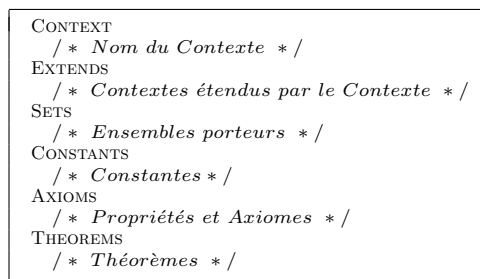 CONTEXT
/* Nom du Contexte */
EXTENDS
/* Contextes étendus par le Contexte */
SETS
/* Ensembles porteurs */
CONSTANTS
/* Constantes */
AXIOMS
/* Propriétés et Axiomes */
THEOREMS
/* Théorèmes */